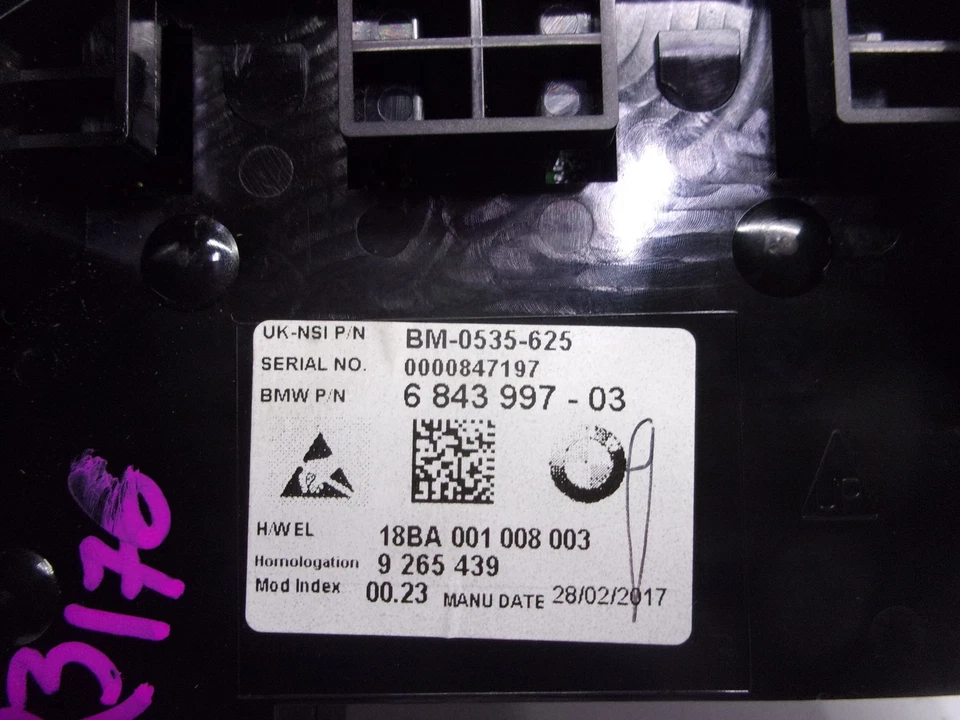 UK-NSI P/N BM-0535-625
SERIAL NO. 0000847197
BMW P/N 6 843 997 - 03
H/W EL 18BA 001 008 003
Homologation 9 265 439
Mod Index 00.23 MANU DATE 28/02/2017
3170